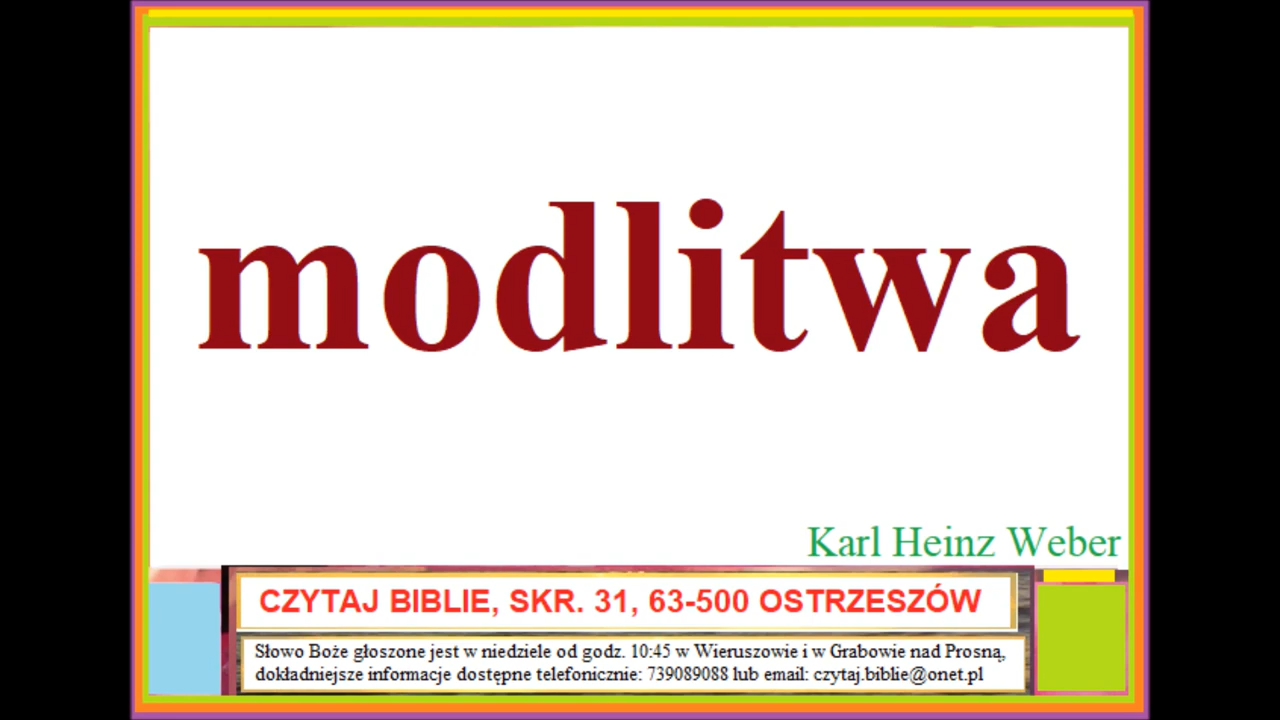 modlitwa
Karl Heinz Weber
CZYTAJ BIBLIE, SKR. 31, 63-500 OSTRZESZÓW
Słowo Boże głoszone jest w niedziele od godz. 10:45 w Wieruszowie i w Grabowie nad Prosną,
dokładniejsze informacje dostępne telefonicznie: 739089088 lub email: czytaj.biblie@onet.pl